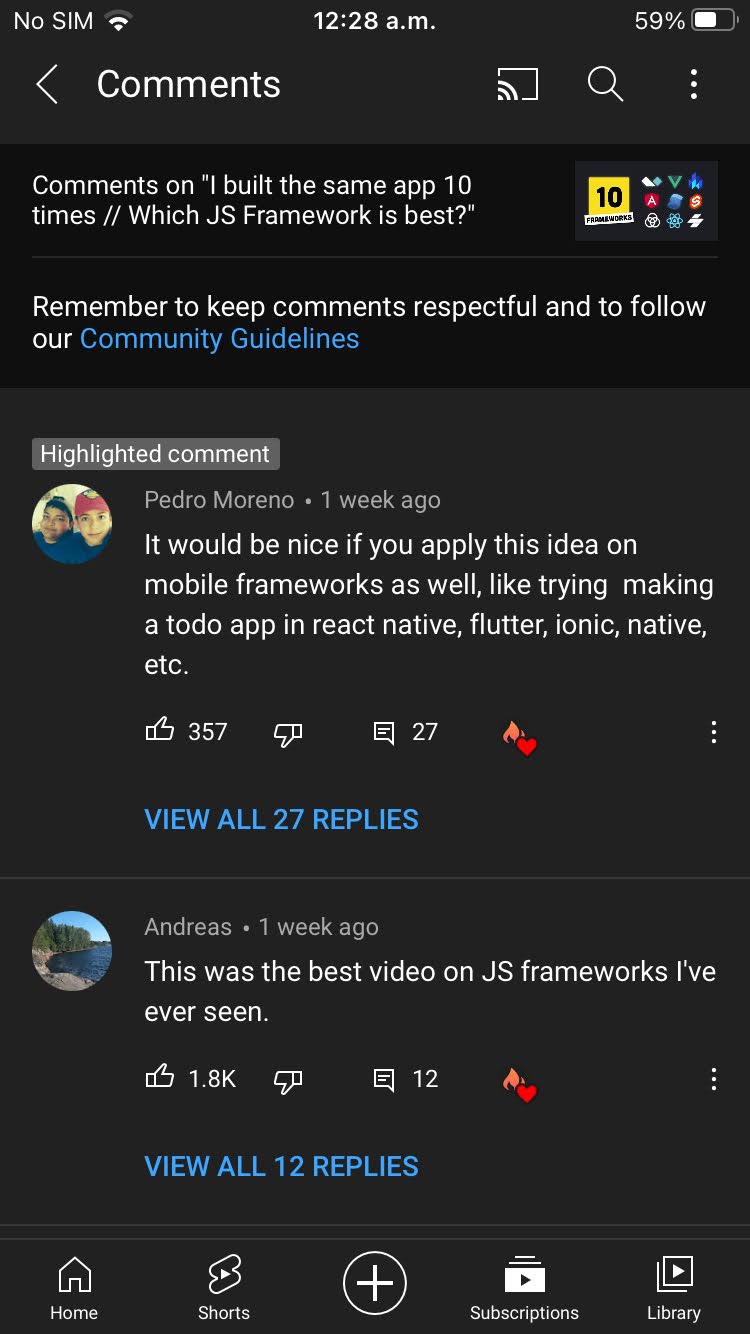 No SIM 12:28 a.m. 59%
Comments
Comments on "I built the same app 10
times // Which JS Framework is best?"
10
FRAMEWORKS
Remember to keep comments respectful and to follow
our Community Guidelines
Highlighted comment
Pedro Moreno • 1 week ago
It would be nice if you apply this idea on
mobile frameworks as well, like trying  making
a todo app in react native, flutter, ionic, native,
etc.
357 27
VIEW ALL 27 REPLIES
Andreas • 1 week ago
This was the best video on JS frameworks I've
ever seen.
1.8K 12
VIEW ALL 12 REPLIES
Home Shorts Subscriptions Library